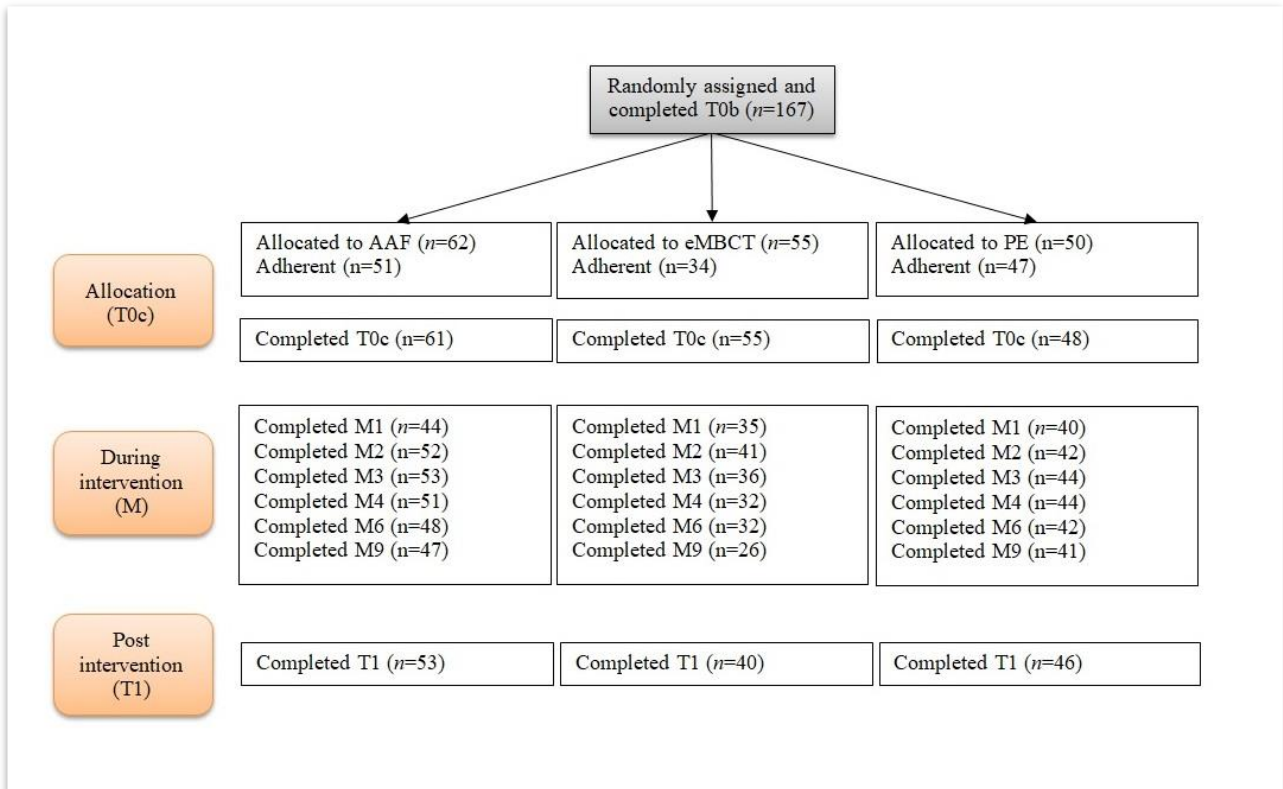 Randomly assigned and
completed T0b (n=167)
Allocation
(T0c)
Allocated to AAF (n=62)
Adherent (n=51)
Allocated to eMBCT (n=55)
Adherent (n=34)
Allocated to PE (n=50)
Adherent (n=47)
Completed T0c (n=61)
Completed T0c (n=55)
Completed T0c (n=48)
During
intervention
(M)
Completed M1 (n=44)
Completed M2 (n=52)
Completed M3 (n=53)
Completed M4 (n=51)
Completed M6 (n=48)
Completed M9 (n=47)
Completed M1 (n=35)
Completed M2 (n=41)
Completed M3 (n=36)
Completed M4 (n=32)
Completed M6 (n=32)
Completed M9 (n=26)
Completed M1 (n=40)
Completed M2 (n=42)
Completed M3 (n=44)
Completed M4 (n=44)
Completed M6 (n=42)
Completed M9 (n=41)
Post
intervention
(T1)
Completed T1 (n=53)
Completed T1 (n=40)
Completed T1 (n=46)